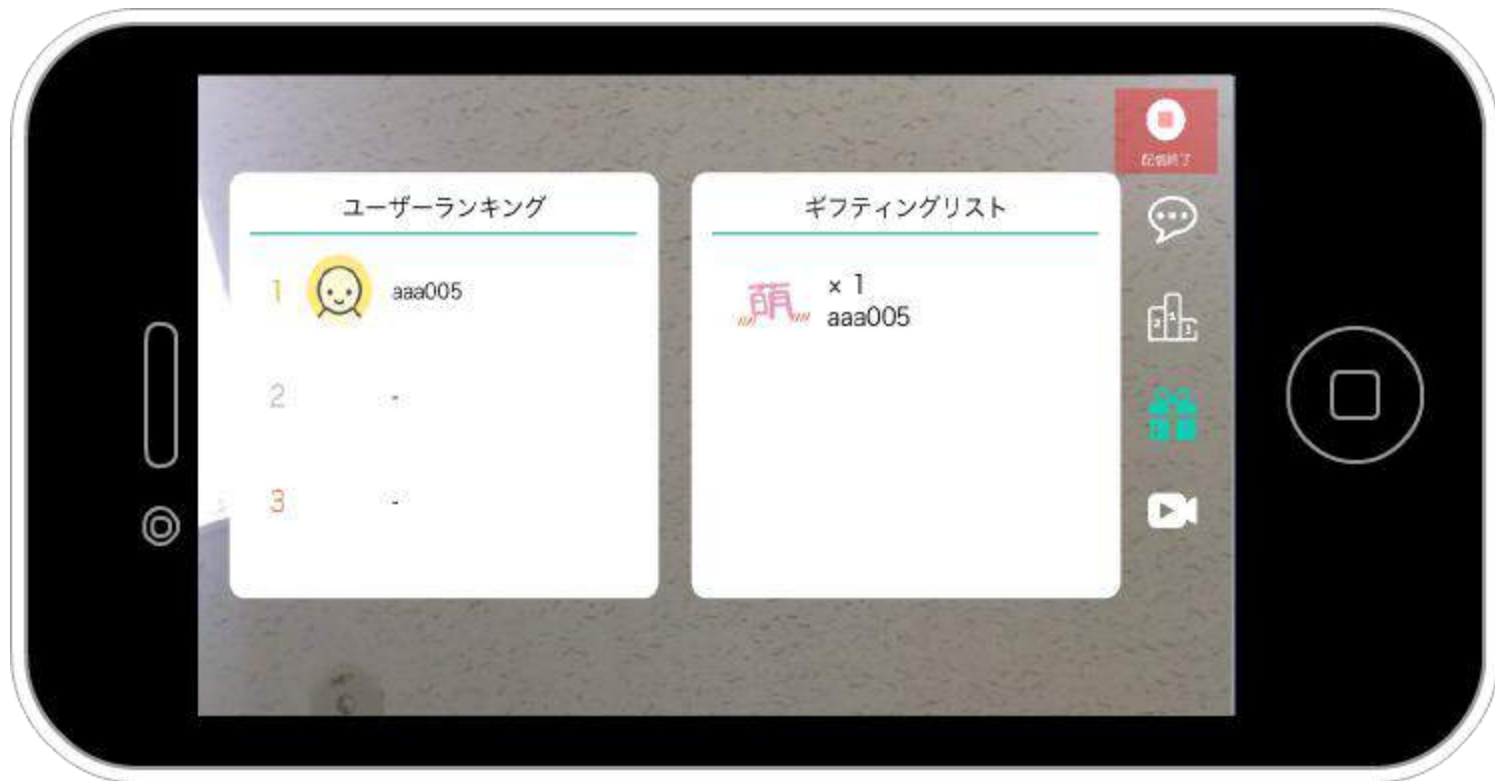 配信終了
ユーザーランキング
1 aaa005
2 -
3 -
ギフティングリスト
萌 × 1
aaa005